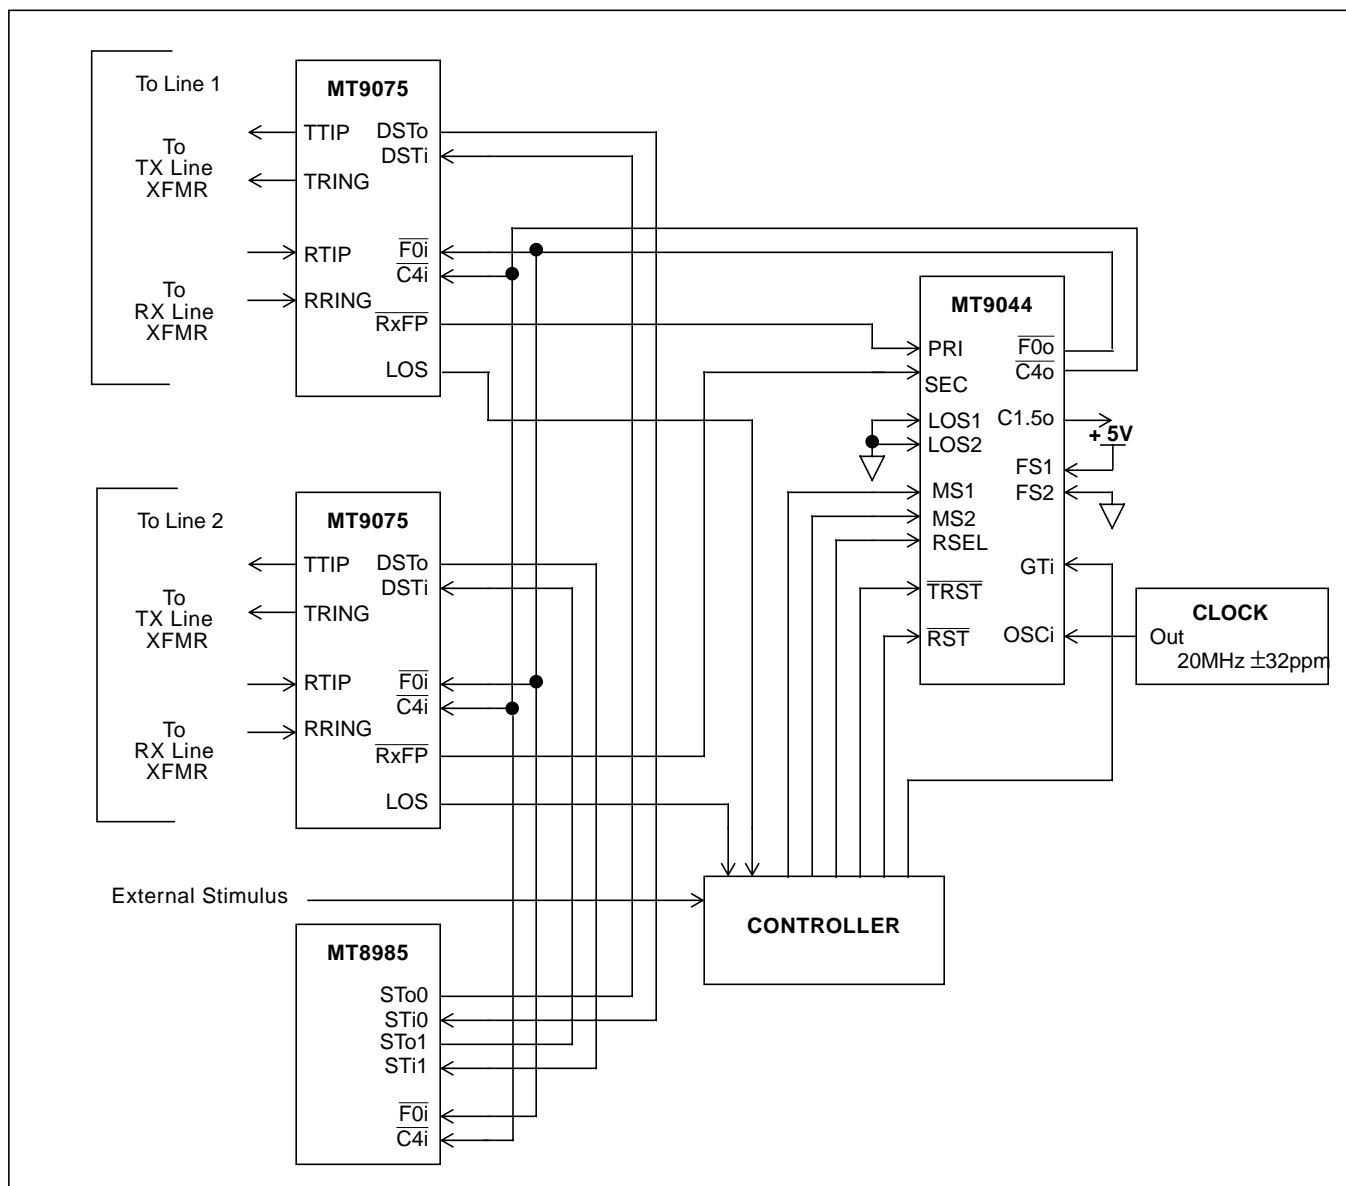 To Line 1
To
TX Line
XFMR
To
RX Line
XFMR
MT9075
TTIP
TRING
RTIP
RRING
DSTo
DSTi
F0i
C4i
RxFP
LOS
To Line 2
To
TX Line
XFMR
To
RX Line
XFMR
MT9075
TTIP
TRING
RTIP
RRING
DSTo
DSTi
F0i
C4i
RxFP
LOS
MT9044
PRI
SEC
LOS1
LOS2
MS1
MS2
RSEL
TRST
RST
F0o
C4o
C1.5o
+ 5V
FS1
FS2
GTi
OSCi
CLOCK
Out
20MHz ±32ppm
External Stimulus
CONTROLLER
MT8985
STo0
STi0
STo1
STi1
F0i
C4i